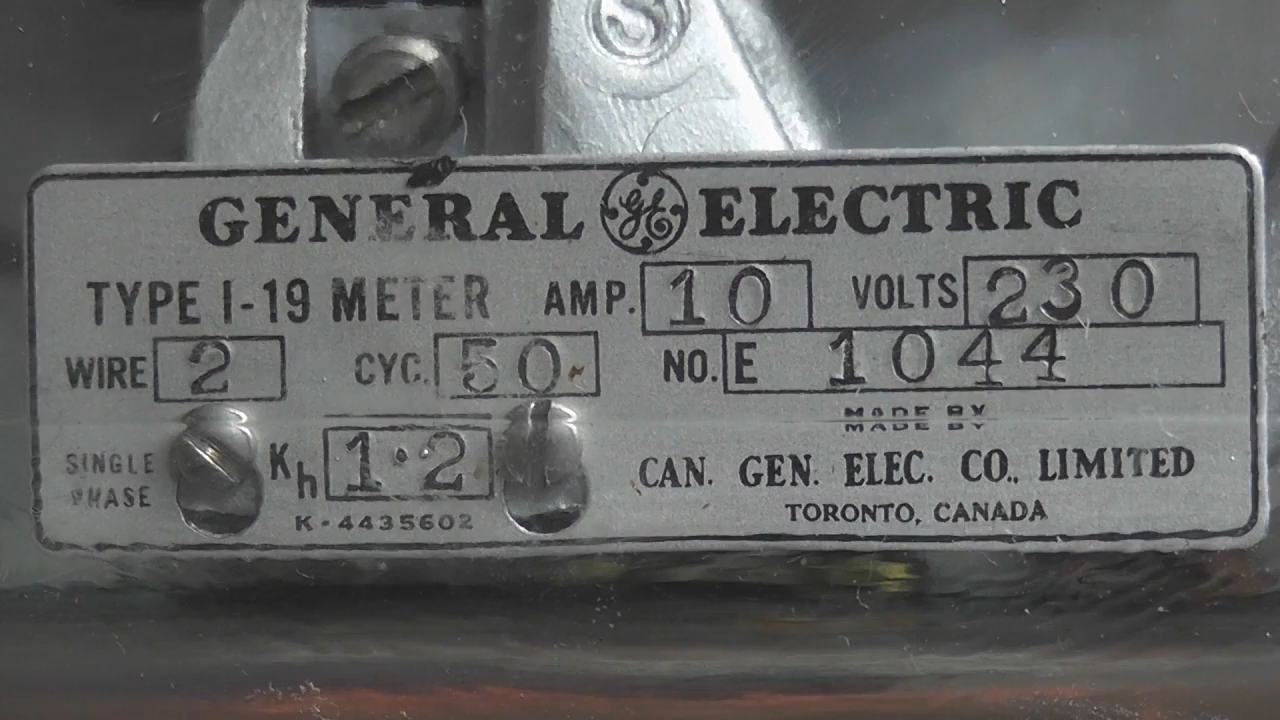 S
GENERAL GE ELECTRIC
TYPE I-19 METER AMP. 10 VOLTS 230
WIRE 2 CYC. 50 NO. E 1044
MADE BY
SINGLE PHASE Kh 1.2 CAN. GEN. ELEC. CO., LIMITED
K-4435602 TORONTO, CANADA